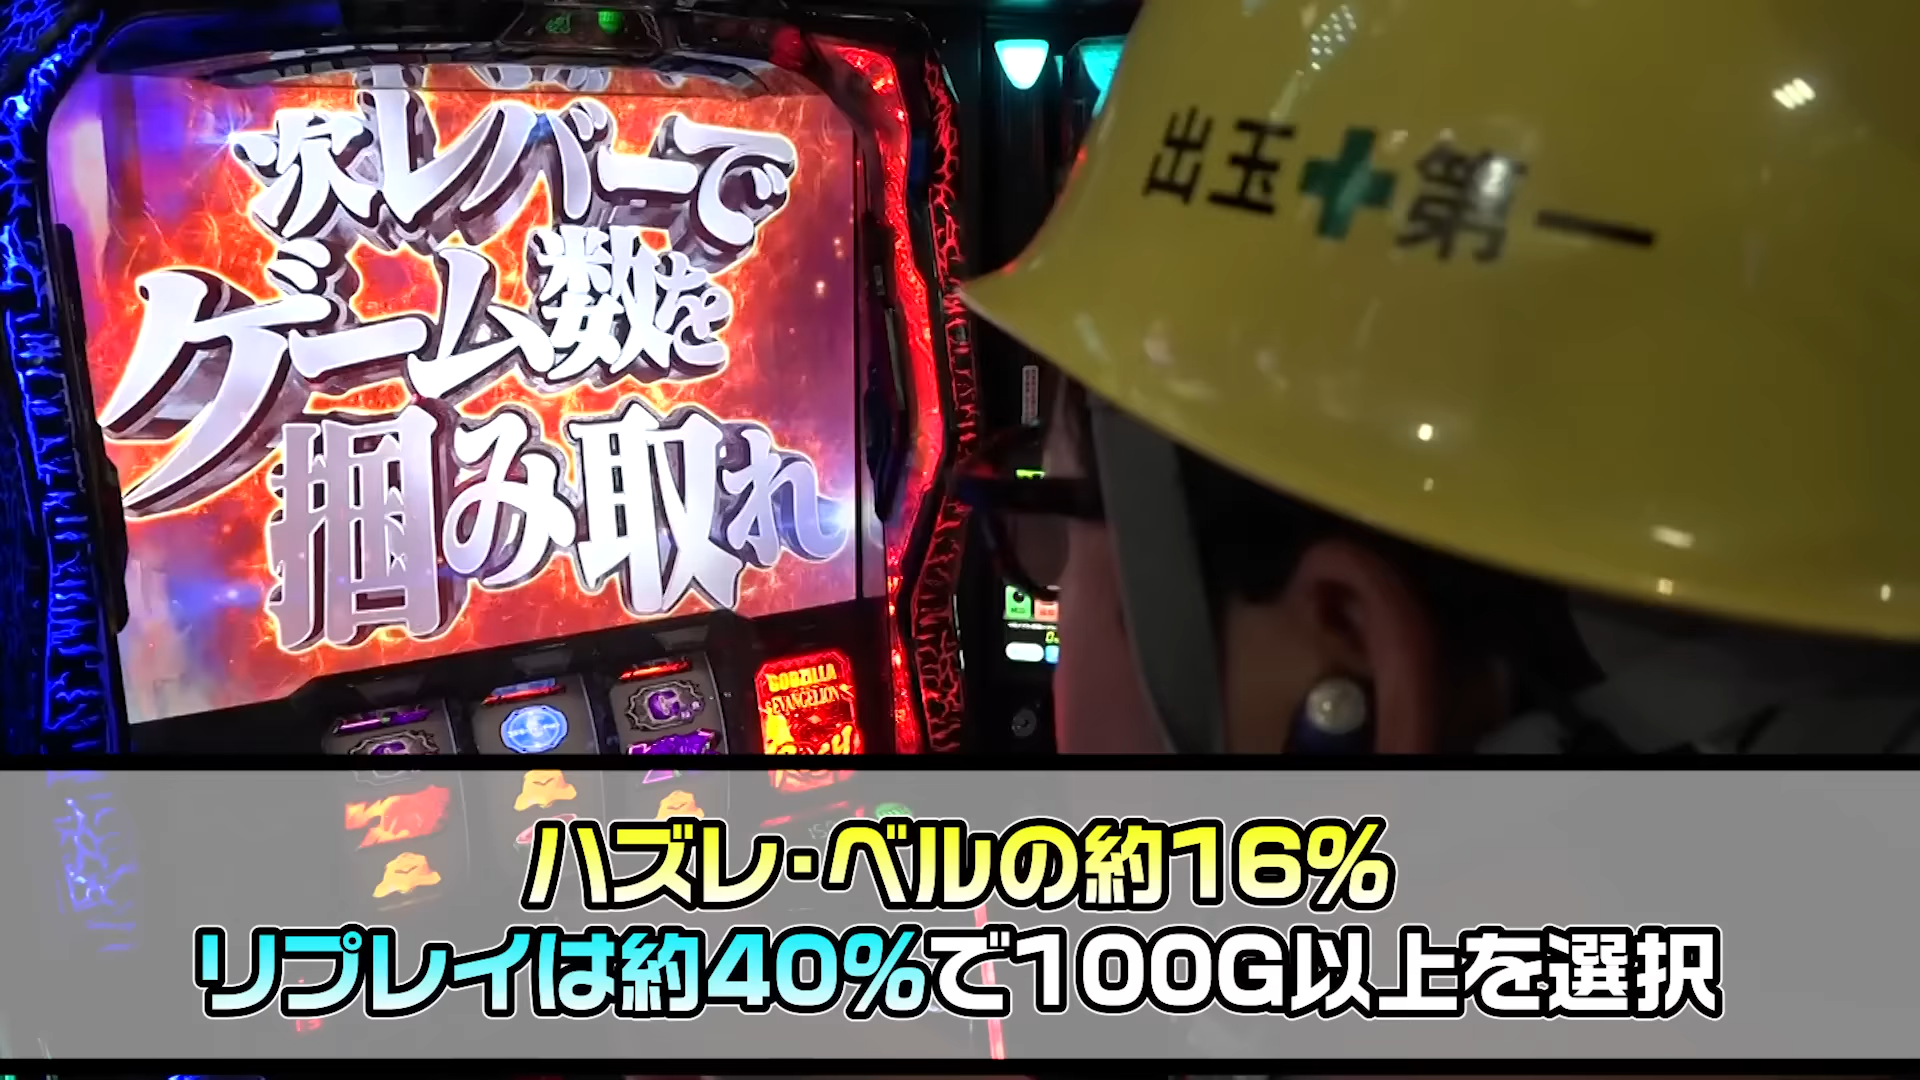 次レバーで
ゲーム数を
掴み取れ
出玉✚第一
GODZILLA
EVANGELION
ハズレ・ベルの約16%
リプレイは約40%で100G以上を選択